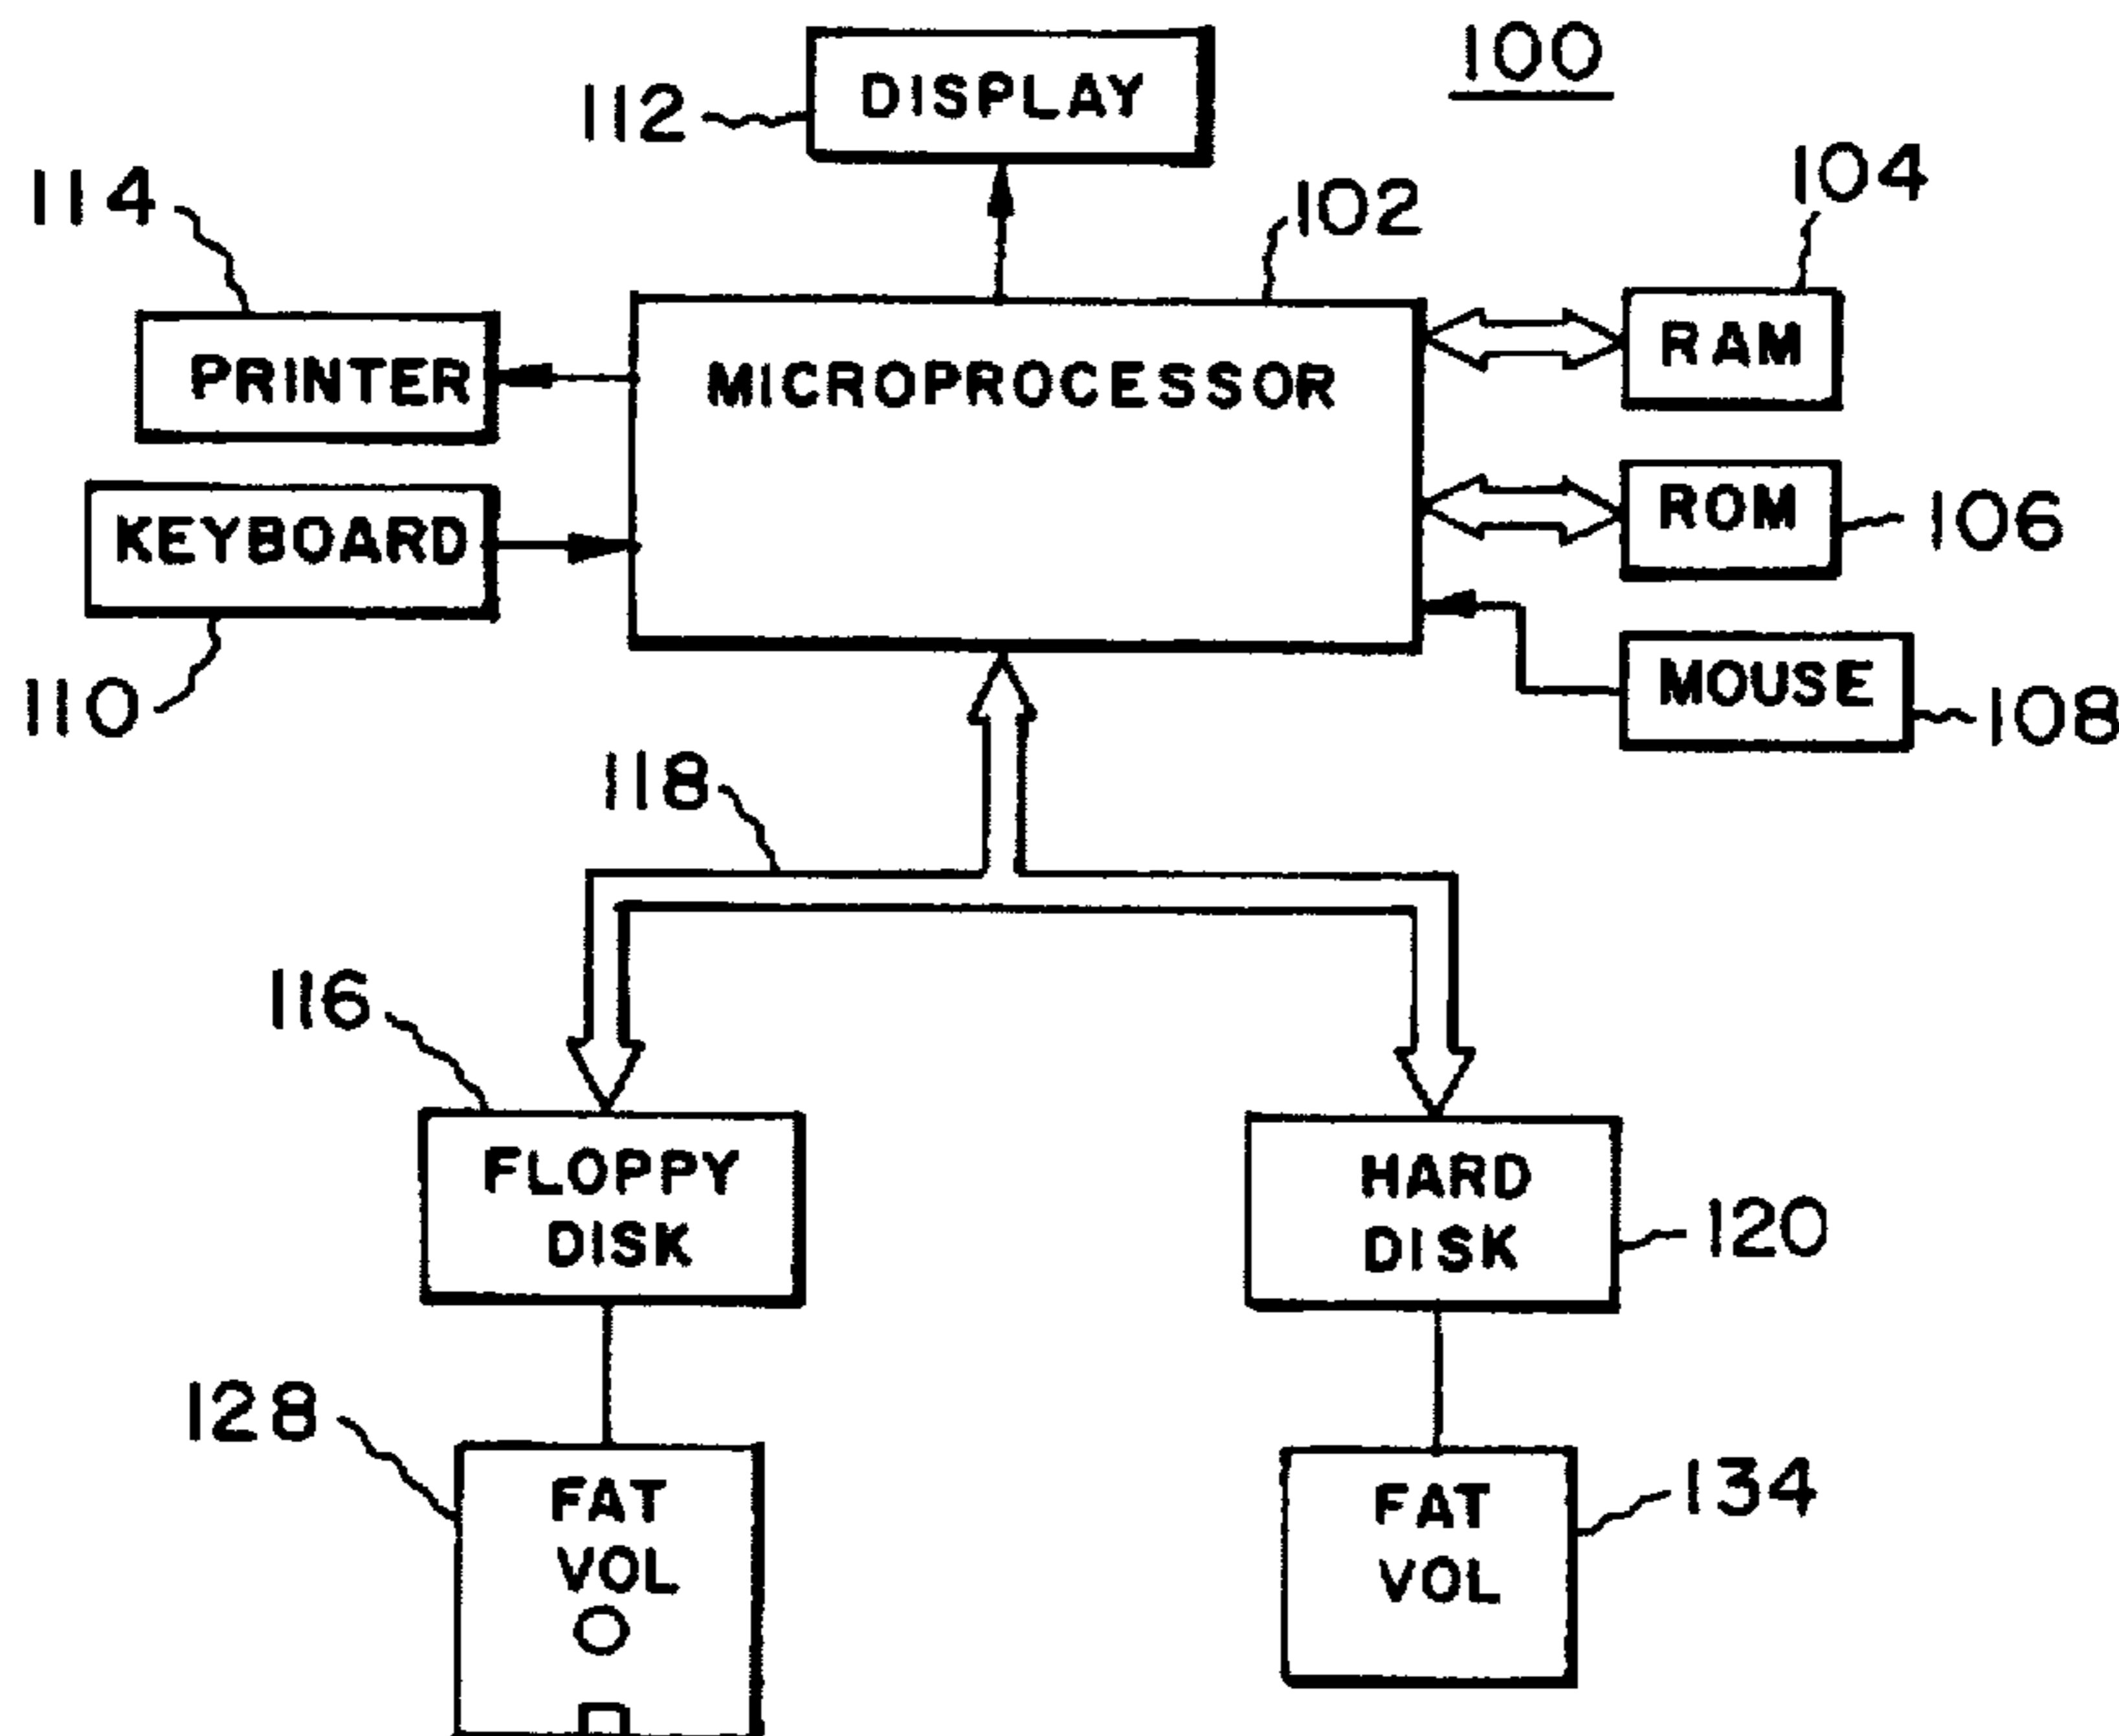 100
112
DISPLAY
114
102
104
PRINTER
MICROPROCESSOR
RAM
KEYBOARD
ROM
106
110
MOUSE
108
118
116
FLOPPY
DISK
HARD
DISK
120
128
FAT
VOL
FAT
VOL
134